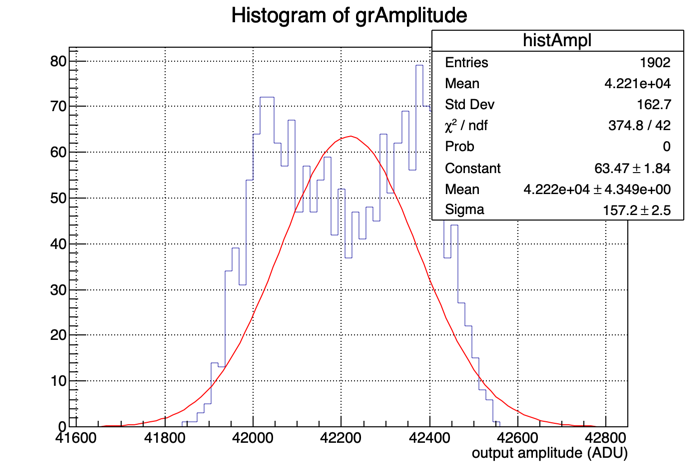 Histogram of grAmplitude
histAmpl
Entries 1902
Mean 4.221e+04
Std Dev 162.7
χ² / ndf 374.8 / 42
Prob 0
Constant 63.47 ± 1.84
Mean 4.222e+04 ± 4.349e+00
Sigma 157.2 ± 2.5
80
70
60
50
40
30
20
10
0
41600 41800 42000 42200 42400 42600 42800
output amplitude (ADU)